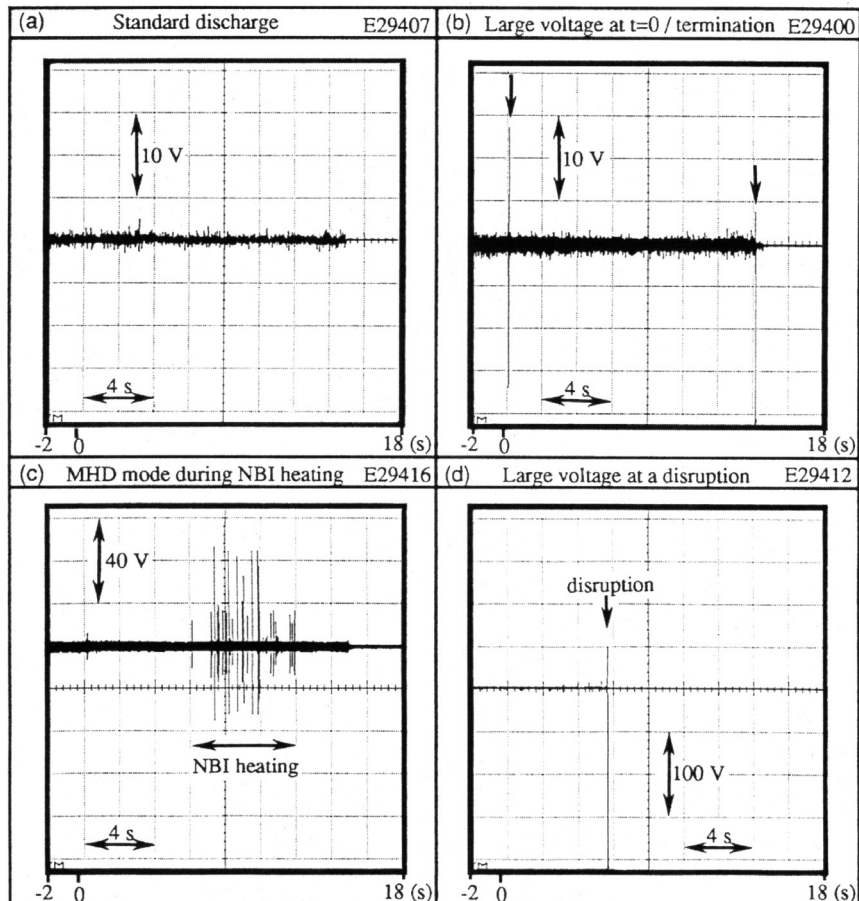 (a) Standard discharge E29407
10 V
4 s
-2 0 18 (s)
(b) Large voltage at t=0 / termination E29400
10 V
4 s
-2 0 18 (s)
(c) MHD mode during NBI heating E29416
40 V
NBI heating
4 s
-2 0 18 (s)
(d) Large voltage at a disruption E29412
disruption
100 V
4 s
-2 0 18 (s)